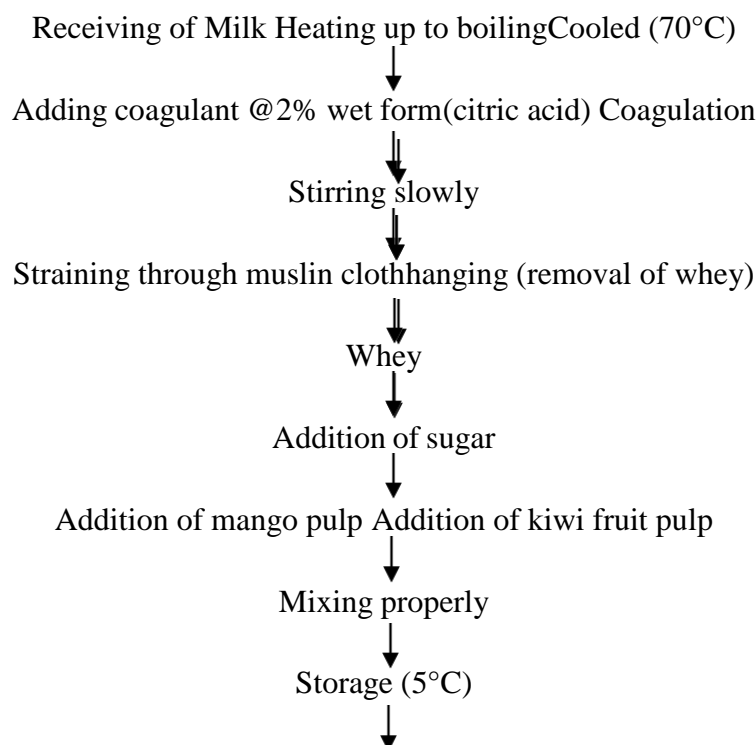 Receiving of Milk Heating up to boilingCooled (70°C)
Adding coagulant @2% wet form(citric acid) Coagulation
Stirring slowly
Straining through muslin clothhanging (removal of whey)
Whey
Addition of sugar
Addition of mango pulp Addition of kiwi fruit pulp
Mixing properly
Storage (5°C)